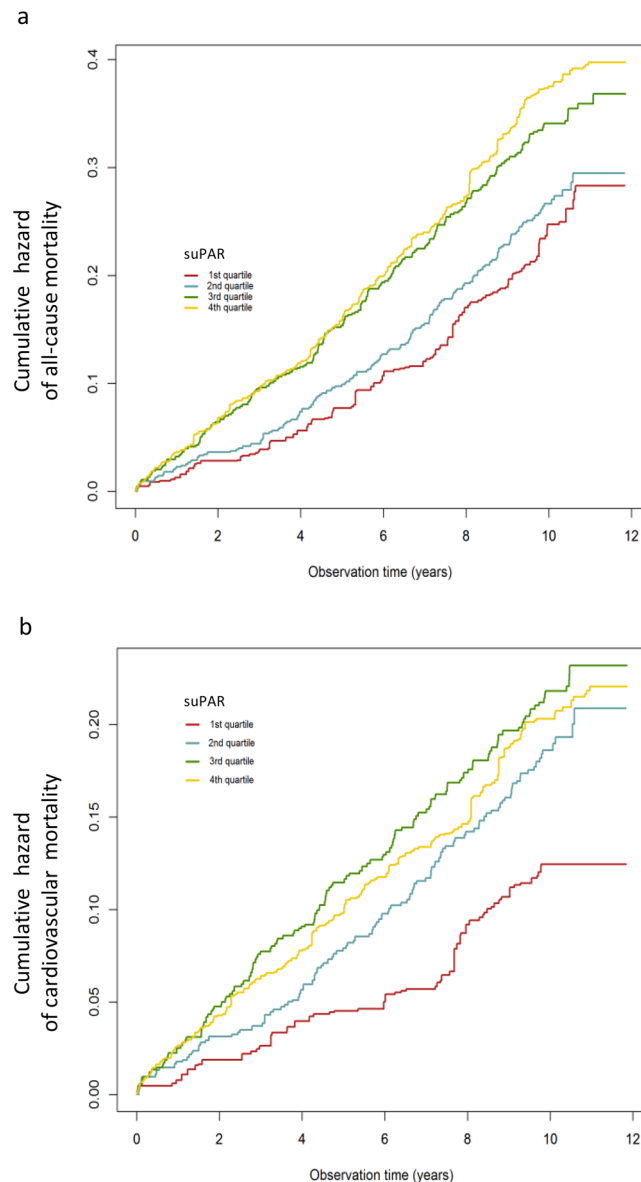 a
Cumulative hazard
of all-cause mortality
0.4
0.3
0.2
0.1
0.0
suPAR
1st quartile
2nd quartile
3rd quartile
4th quartile
0 2 4 6 8 10 12
Observation time (years)
b
Cumulative hazard
of cardiovascular mortality
0.20
0.15
0.10
0.05
0.00
suPAR
1st quartile
2nd quartile
3rd quartile
4th quartile
0 2 4 6 8 10 12
Observation time (years)